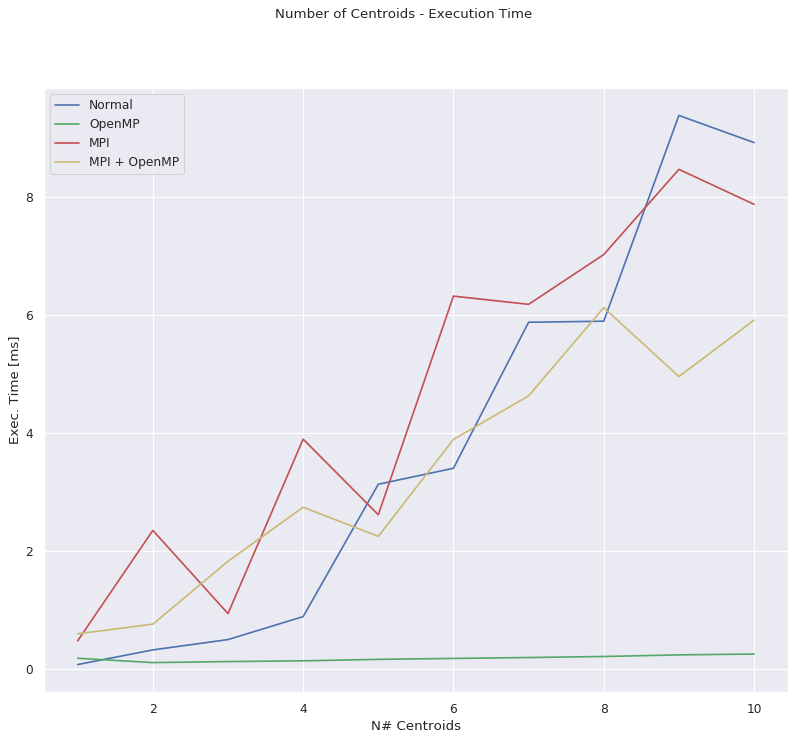 Number of Centroids - Execution Time
Normal
OpenMP
MPI
MPI + OpenMP
8
6
4
2
0
Exec. Time [ms]
2 4 6 8 10
N# Centroids